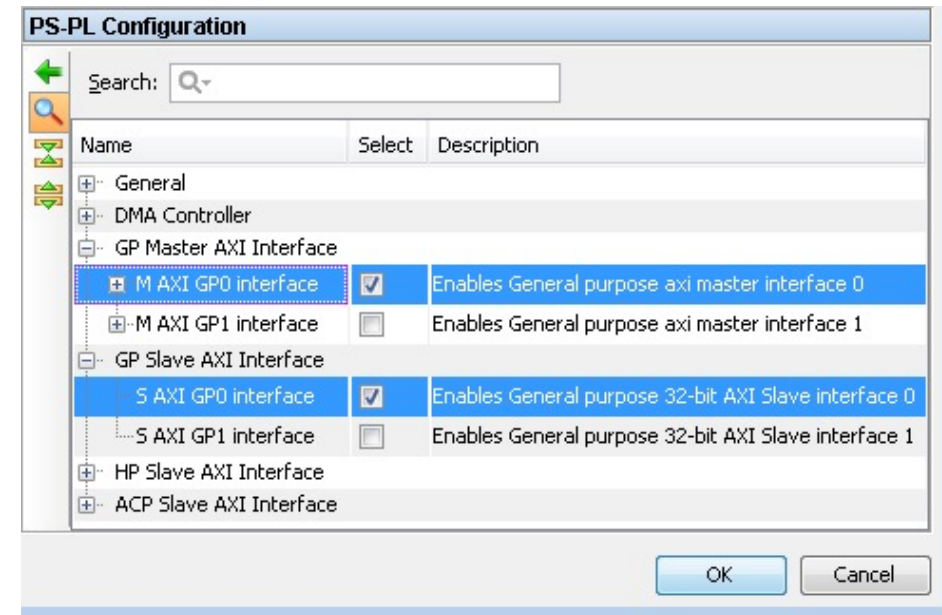 PS-PL Configuration
Search:
Name Select Description
General
DMA Controller
GP Master AXI Interface
M AXI GP0 interface Enables General purpose axi master interface 0
M AXI GP1 interface Enables General purpose axi master interface 1
GP Slave AXI Interface
S AXI GP0 interface Enables General purpose 32-bit AXI Slave interface 0
S AXI GP1 interface Enables General purpose 32-bit AXI Slave interface 1
HP Slave AXI Interface
ACP Slave AXI Interface
OK Cancel